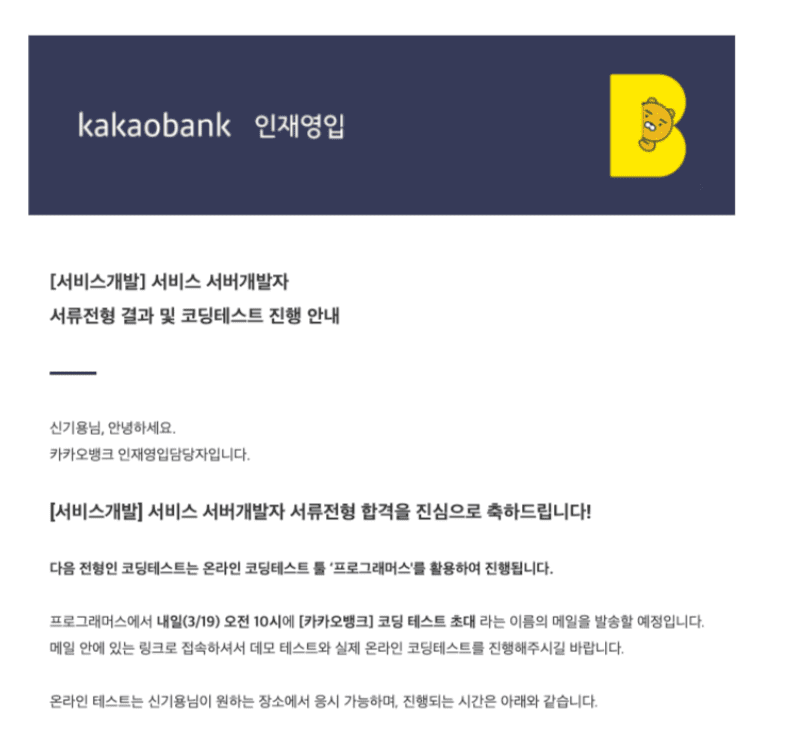 kakaobank 인재영입
B
[서비스개발] 서비스 서버개발자
서류전형 결과 및 코딩테스트 진행 안내
신기용님, 안녕하세요.
카카오뱅크 인재영입담당자입니다.
[서비스개발] 서비스 서버개발자 서류전형 합격을 진심으로 축하드립니다!
다음 전형인 코딩테스트는 온라인 코딩테스트 툴 '프로그래머스'를 활용하여 진행됩니다.
프로그래머스에서 내일(3/19) 오전 10시에 [카카오뱅크] 코딩 테스트 초대 라는 이름의 메일을 발송할 예정입니다.
메일 안에 있는 링크로 접속하셔서 데모 테스트와 실제 온라인 코딩테스트를 진행해주시길 바랍니다.
온라인 테스트는 신기용님이 원하는 장소에서 응시 가능하며, 진행되는 시간은 아래와 같습니다.